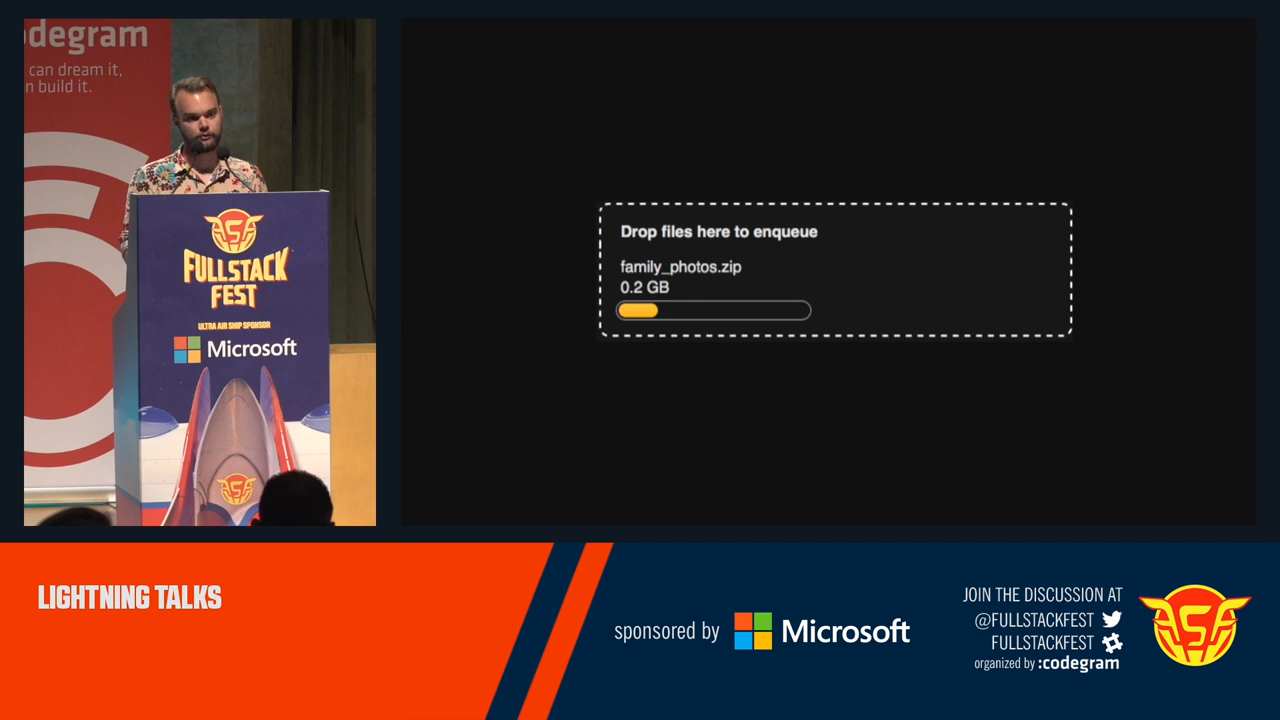 odegram
can dream it,
n build it.
FULLSTACK
FEST
ULTRA AIR SHIP SPONSOR
Microsoft
Drop files here to enqueue
family_photos.zip
0.2 GB
LIGHTNING TALKS
sponsored by
Microsoft
JOIN THE DISCUSSION AT
@FULLSTACKFEST
FULLSTACKFEST
organized by :codegram